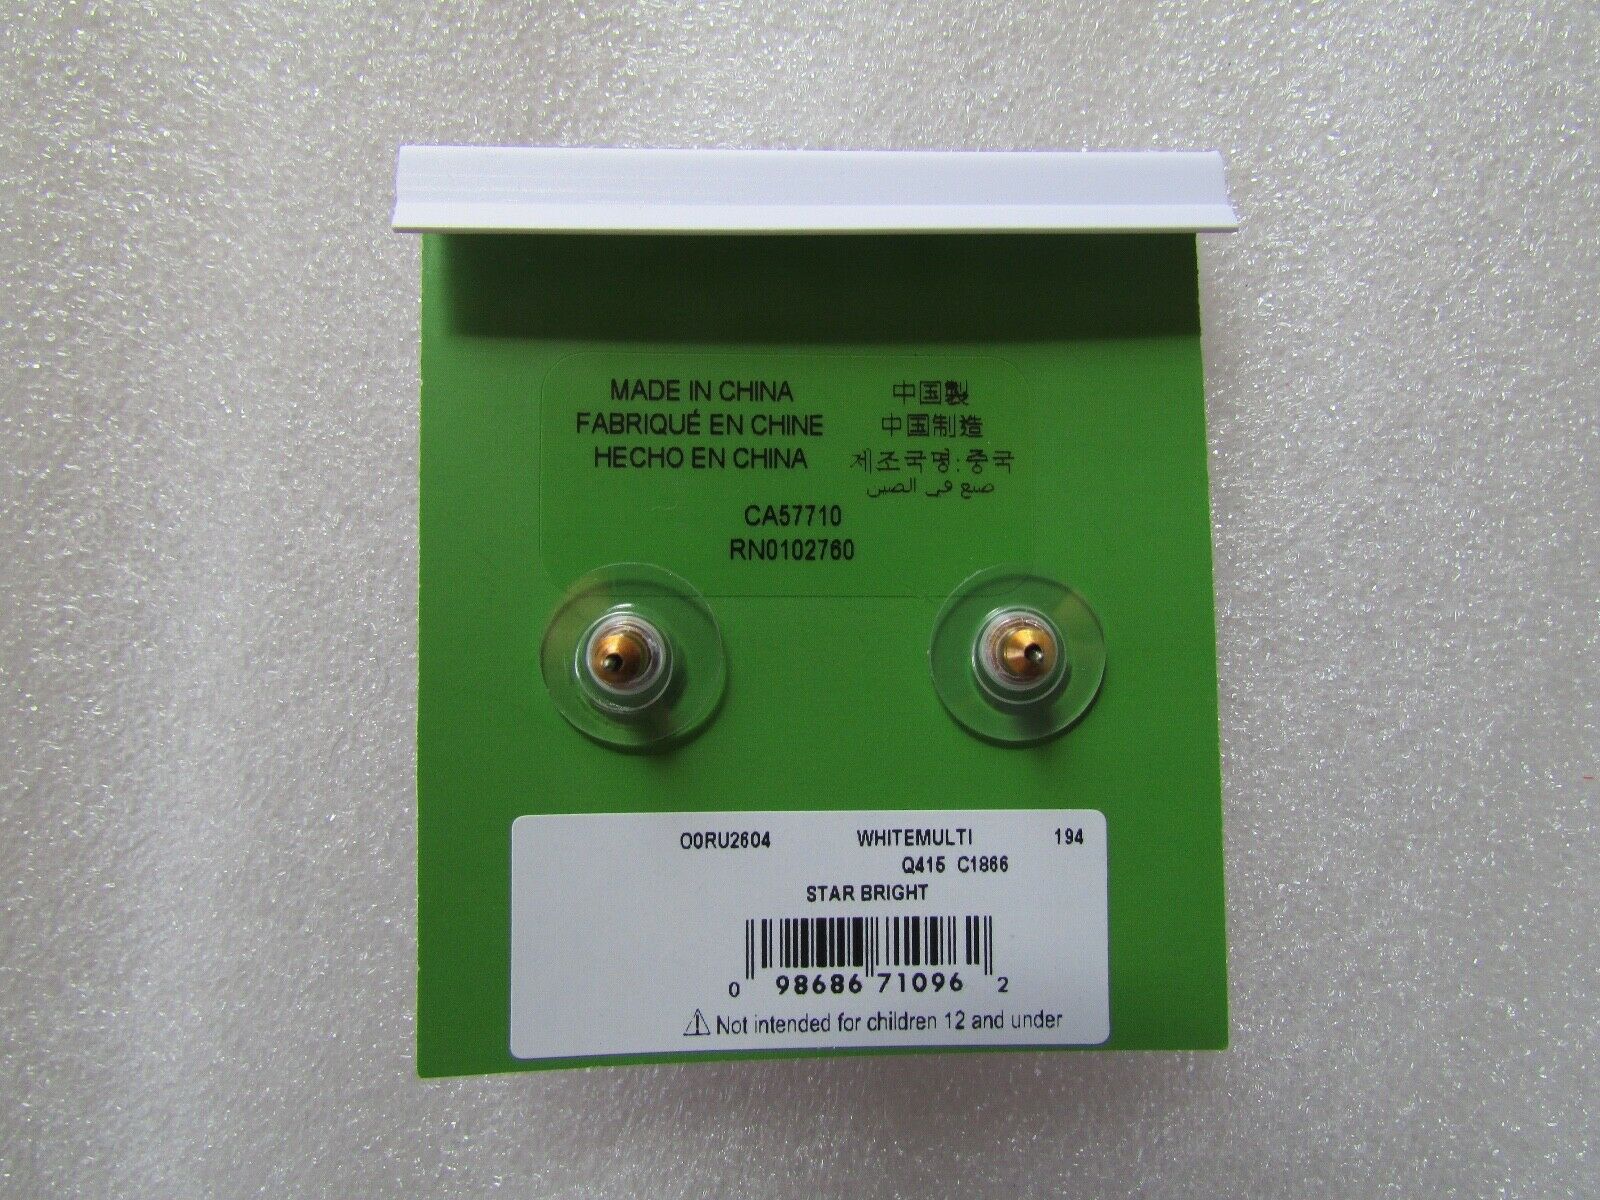 MADE IN CHINA
FABRIQUÉ EN CHINE
HECHO EN CHINA
中国製
中国制造
제조국명:중국
صنع في الصين
CA57710
RN0102760
O0RU2604 WHITEMULTI 194
Q415 C1866
STAR BRIGHT
0 98686 71096 2
⚠ Not intended for children 12 and under